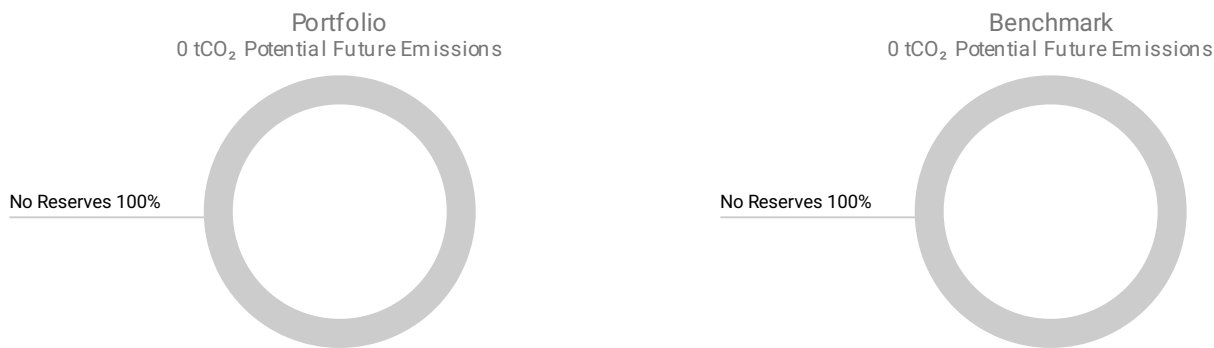 Portfolio
0 tCO₂ Potential Future Emissions
No Reserves 100%
Benchmark
0 tCO₂ Potential Future Emissions
No Reserves 100%